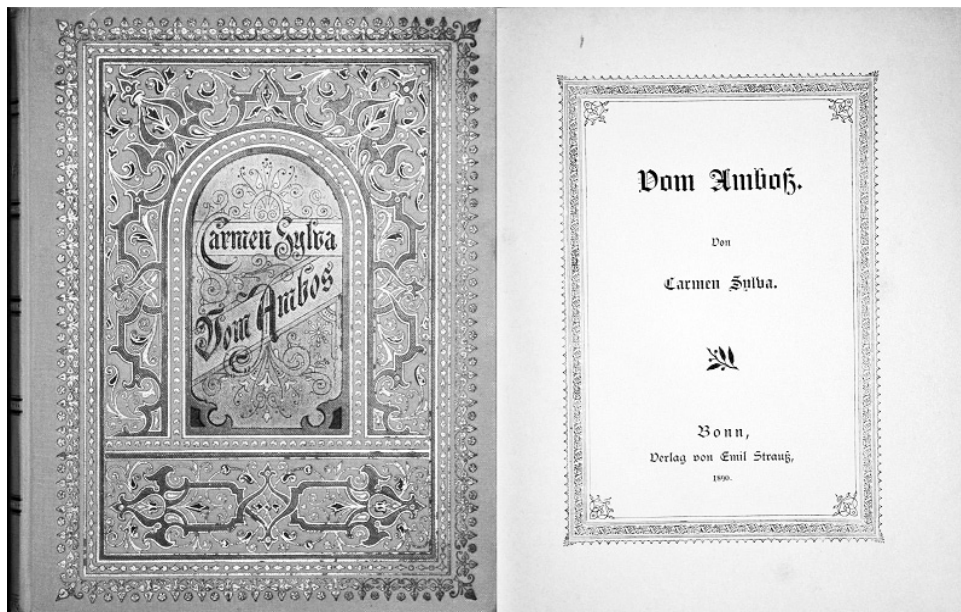 Carmen Sylva
Vom Ambos
Vom Amboß.
Von
Carmen Sylva.
Bonn,
Verlag von Emil Strauß,
1890.